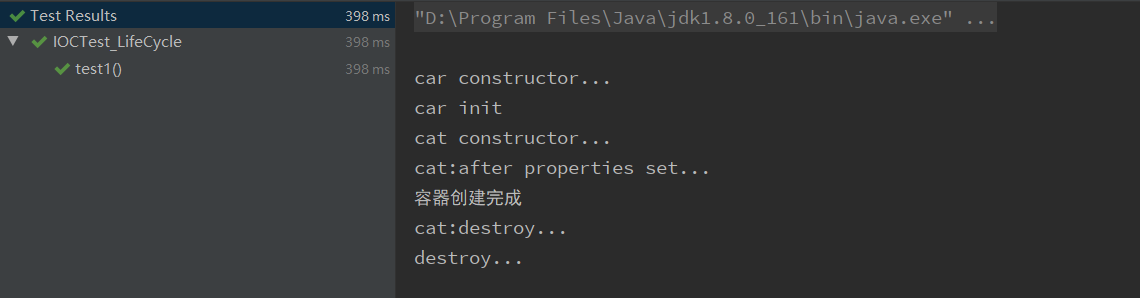 Test Results 398 ms
IOCTest_LifeCycle 398 ms
test1() 398 ms
"D:\Program Files\Java\jdk1.8.0_161\bin\java.exe" ...
car constructor...
car init
cat constructor...
cat:after properties set...
容器创建完成
cat:destroy...
destroy...